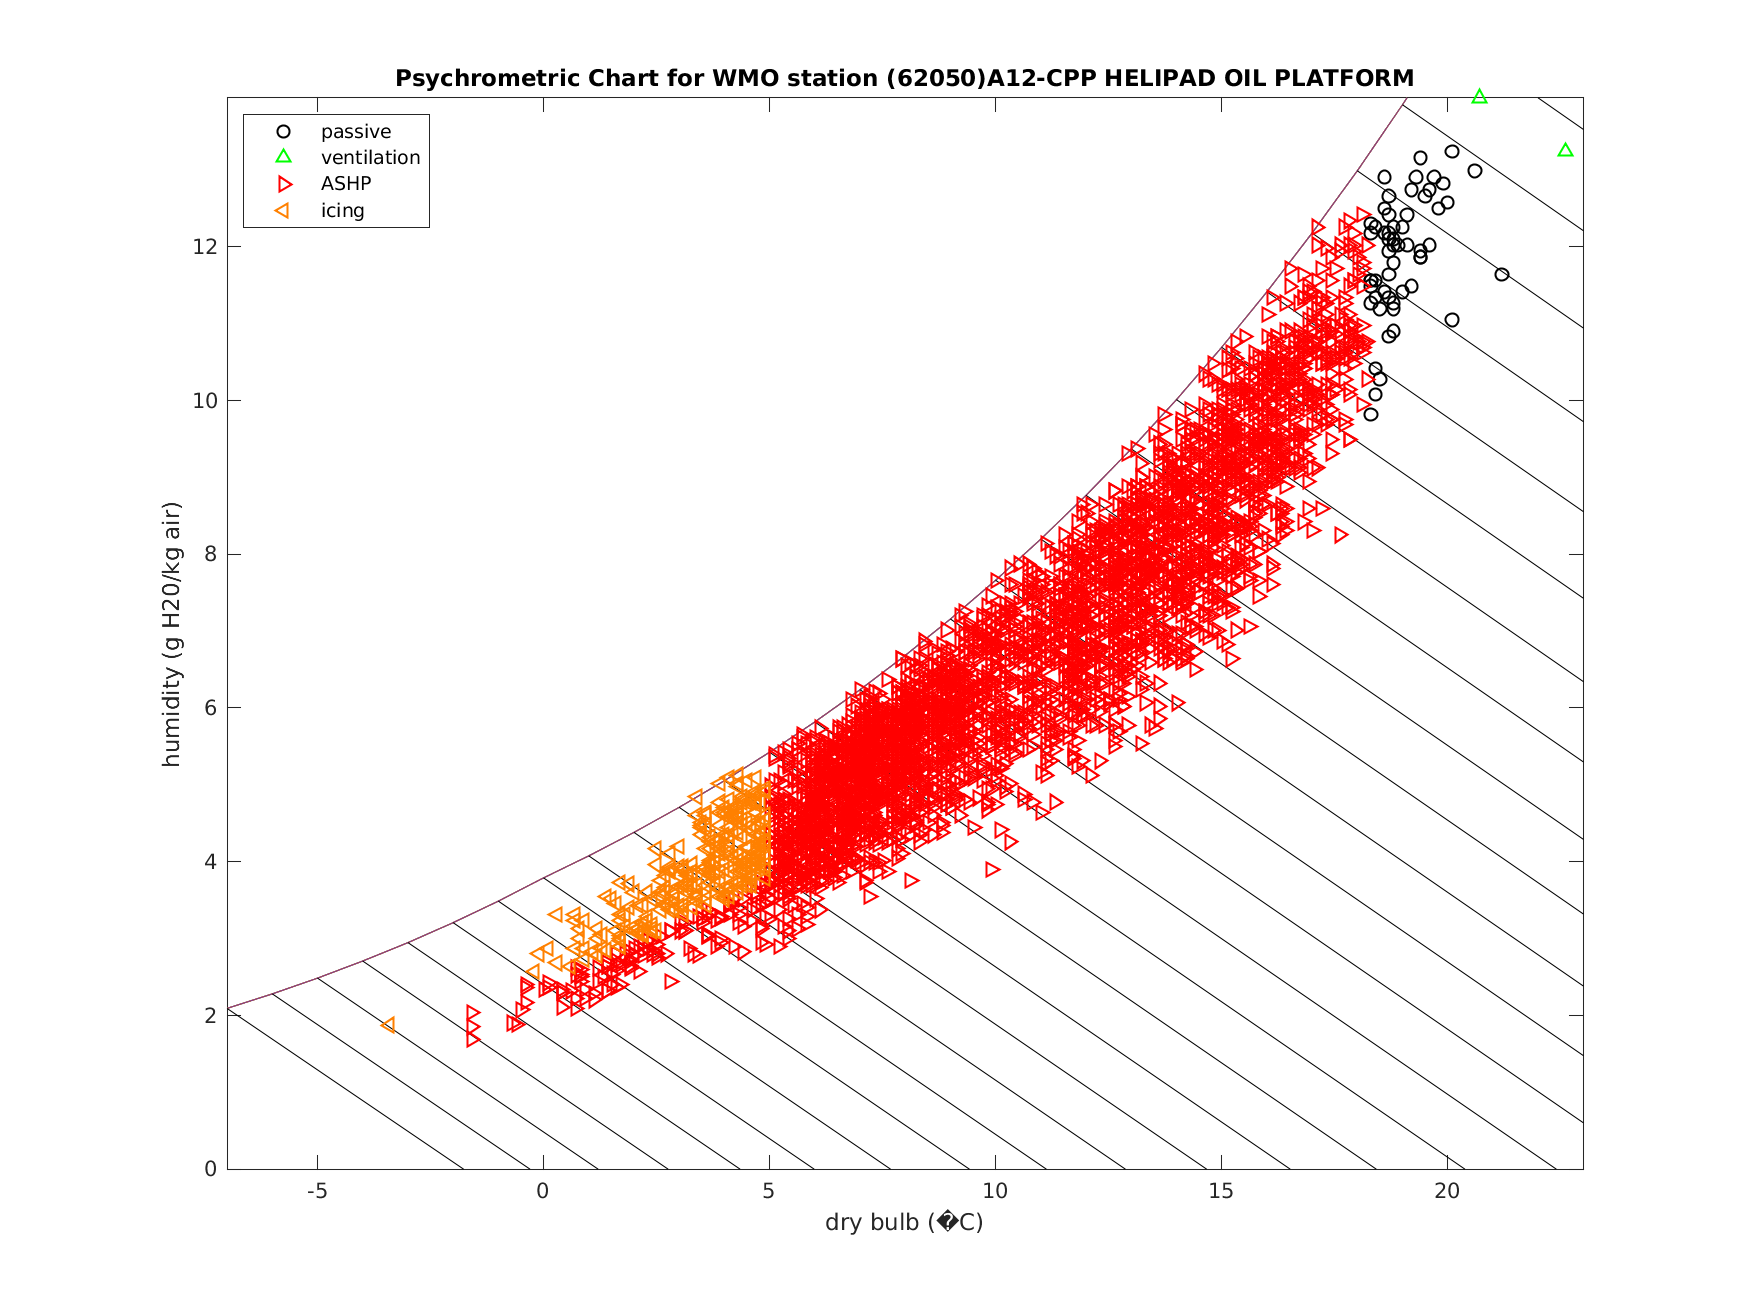 Psychrometric Chart for WMO station (62050)A12-CPP HELIPAD OIL PLATFORM
passive
ventilation
ASHP
icing
humidity (g H20/kg air)
12
10
8
6
4
2
0
-5 0 5 10 15 20
dry bulb (�C)